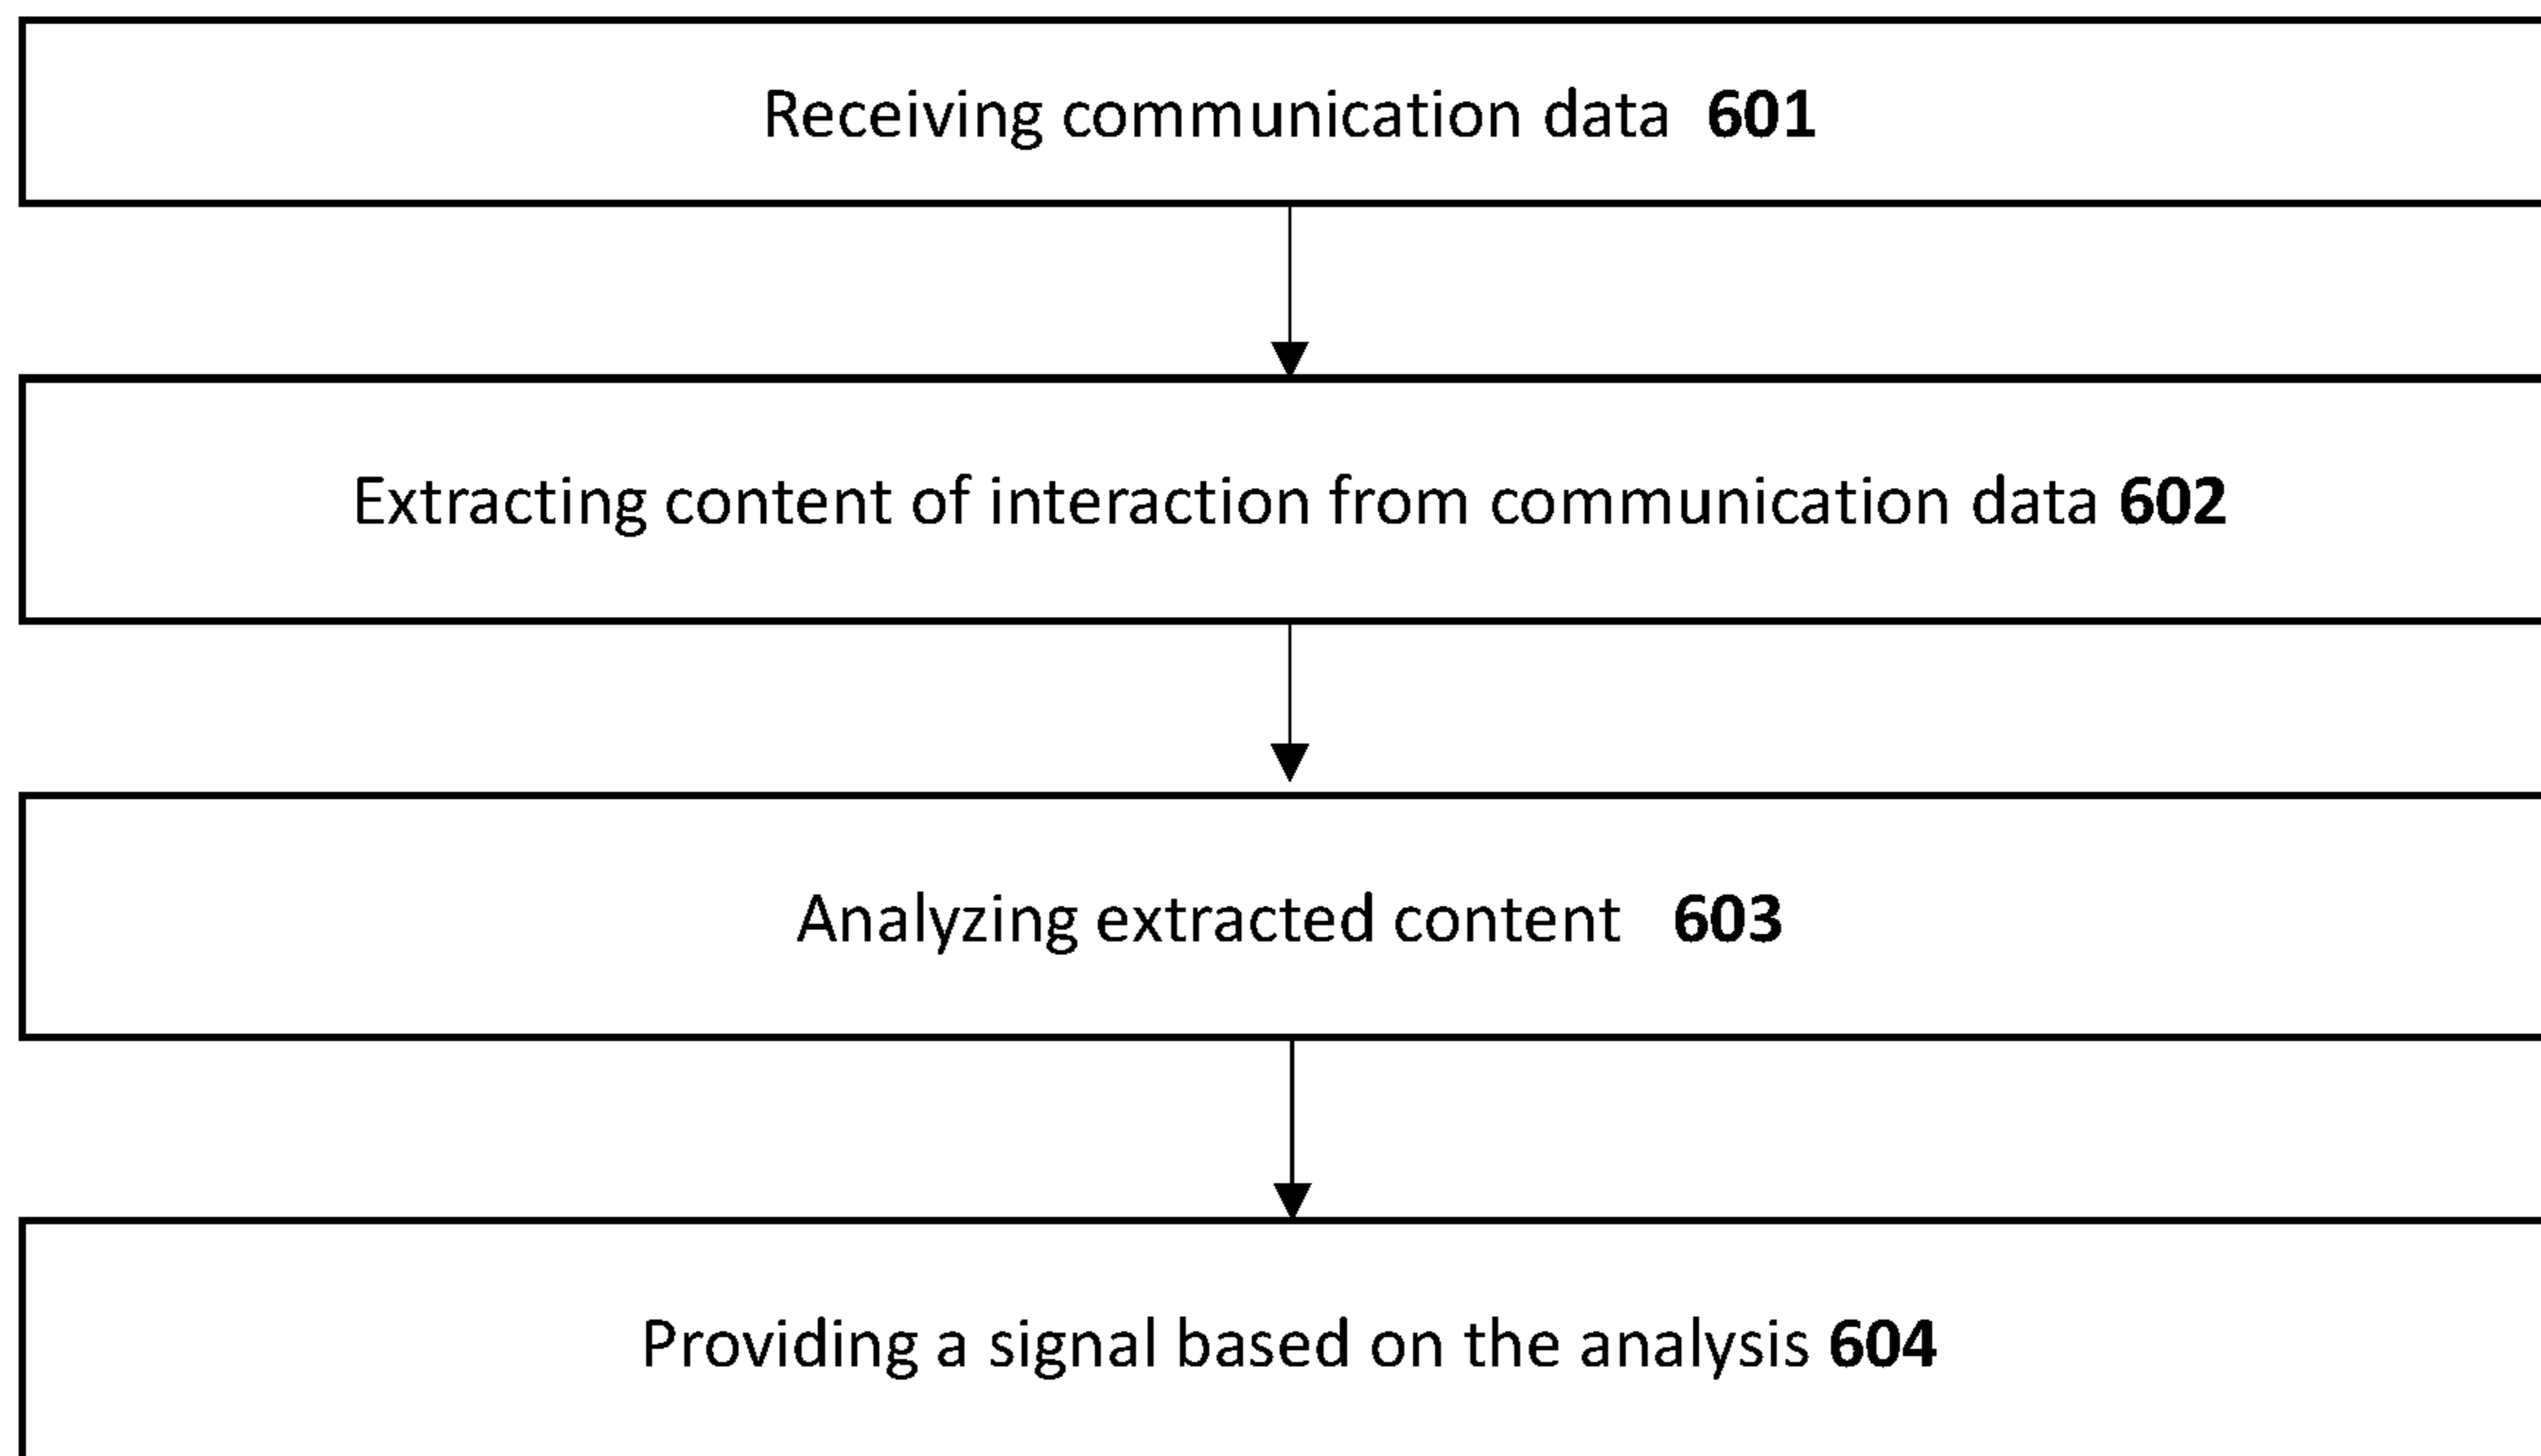 Receiving communication data 601
Extracting content of interaction from communication data 602
Analyzing extracted content 603
Providing a signal based on the analysis 604